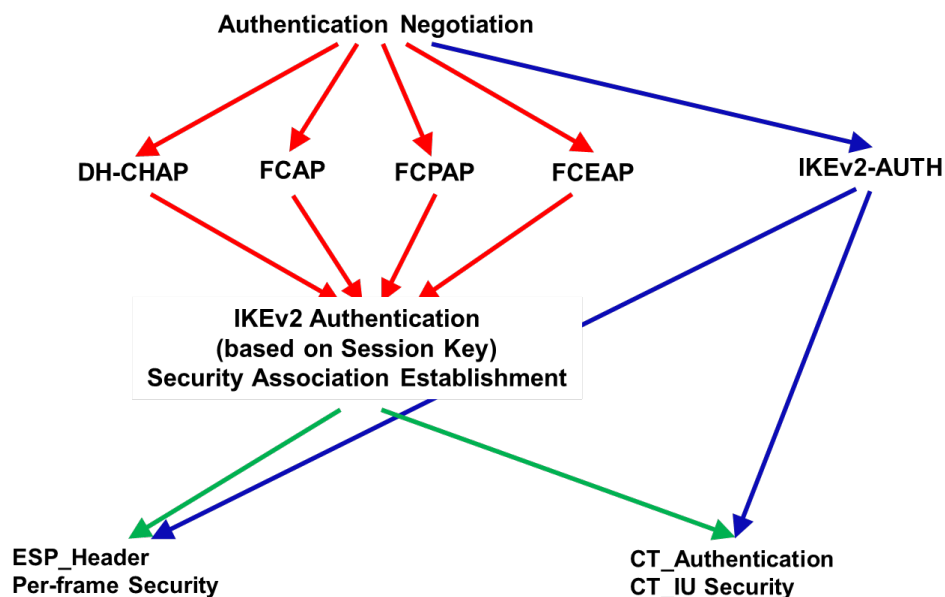 Authentication Negotiation
DH-CHAP
FCAP
FCPAP
FCEAP
IKEv2-AUTH
IKEv2 Authentication
(based on Session Key)
Security Association Establishment
ESP_Header
Per-frame Security
CT_Authentication
CT_IU Security